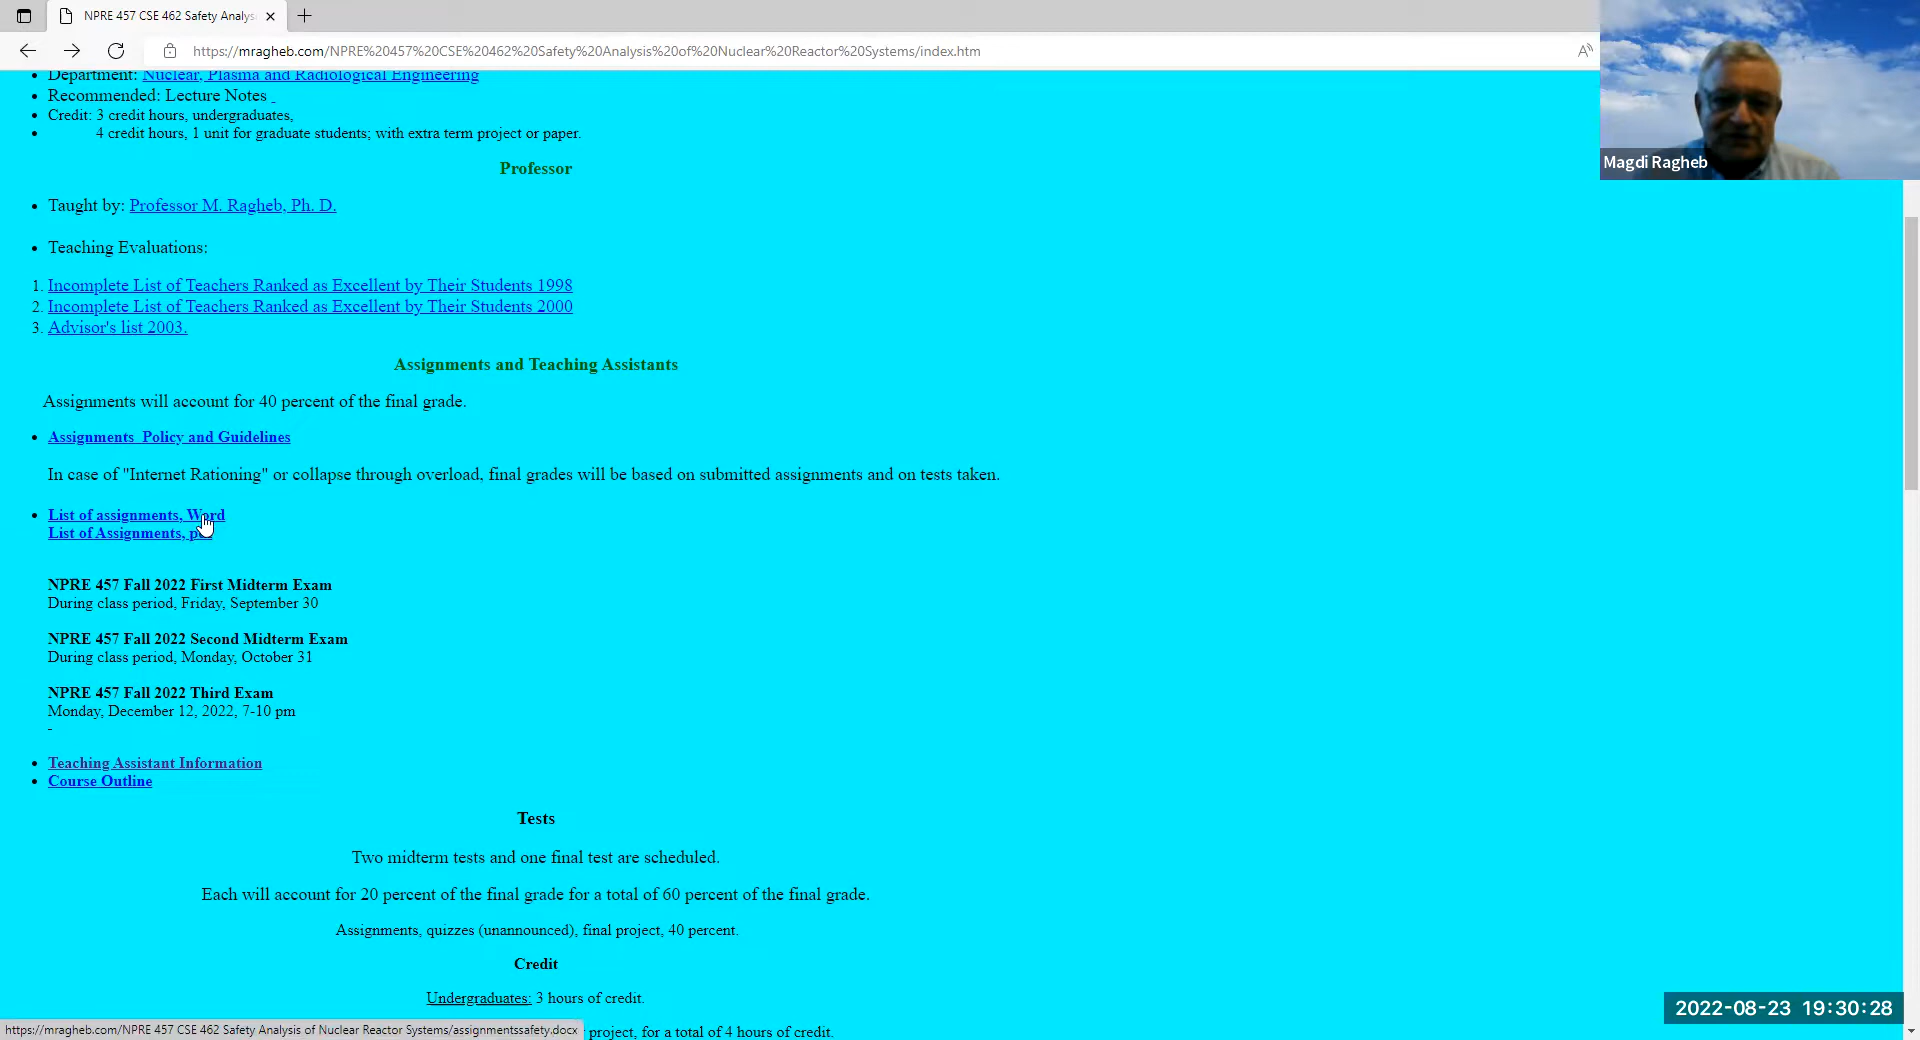 NPRE 457 CSE 462 Safety Analys
https://mragheb.com/NPRE%20457%20CSE%20462%20Safety%20Analysis%20of%20Nuclear%20Reactor%20Systems/index.htm
Magdi Ragheb
Department: Nuclear, Plasma and Radiological Engineering
Recommended: Lecture Notes
Credit: 3 credit hours, undergraduates,
4 credit hours, 1 unit for graduate students; with extra term project or paper.
Professor
Taught by: Professor M. Ragheb, Ph. D.
Teaching Evaluations:
1. Incomplete List of Teachers Ranked as Excellent by Their Students 1998
2. Incomplete List of Teachers Ranked as Excellent by Their Students 2000
3. Advisor's list 2003.
Assignments and Teaching Assistants
Assignments will account for 40 percent of the final grade.
Assignments Policy and Guidelines
In case of "Internet Rationing" or collapse through overload, final grades will be based on submitted assignments and on tests taken.
List of assignments, Word
List of Assignments,
NPRE 457 Fall 2022 First Midterm Exam
During class period, Friday, September 30
NPRE 457 Fall 2022 Second Midterm Exam
During class period, Monday, October 31
NPRE 457 Fall 2022 Third Exam
Monday, December 12, 2022, 7-10 pm
Teaching Assistant Information
Course Outline
Tests
Two midterm tests and one final test are scheduled.
Each will account for 20 percent of the final grade for a total of 60 percent of the final grade.
Assignments, quizzes (unannounced), final project, 40 percent.
Credit
Undergraduates: 3 hours of credit.
project, for a total of 4 hours of credit.
https://mragheb.com/NPRE 457 CSE 462 Safety Analysis of Nuclear Reactor Systems/assignmentssafety.docx
2022-08-23 19:30:28